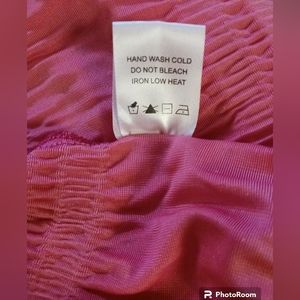 HAND WASH COLD
DO NOT BLEACH
IRON LOW HEAT
PhotoRoom